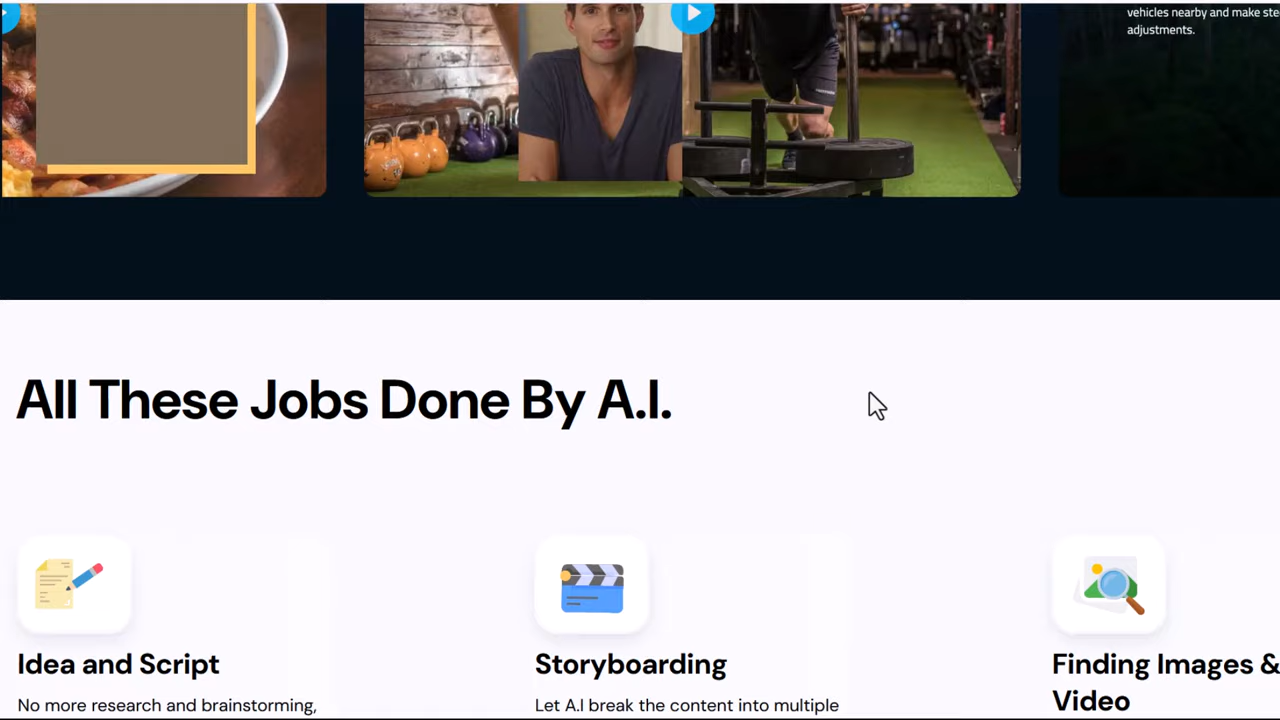 vehicles nearby and make ste
adjustments.
All These Jobs Done By A.I.
Idea and Script
No more research and brainstorming,
Storyboarding
Let A.I break the content into multiple
Finding Images &
Video